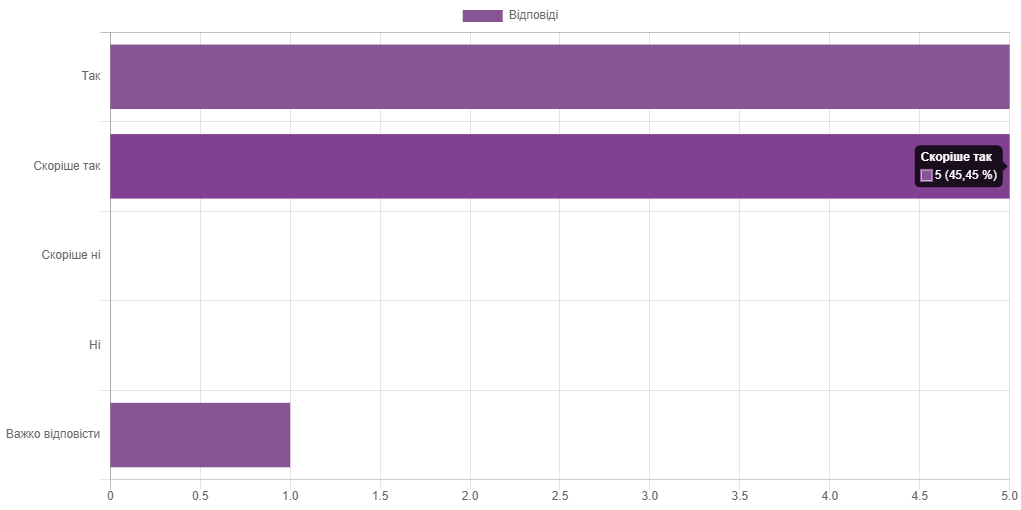 Відповіді
Так
Скоріше так
Скоріше так
5 (45,45 %)
Скоріше ні
Ні
Важко відповісти
0 0.5 1.0 1.5 2.0 2.5 3.0 3.5 4.0 4.5 5.0